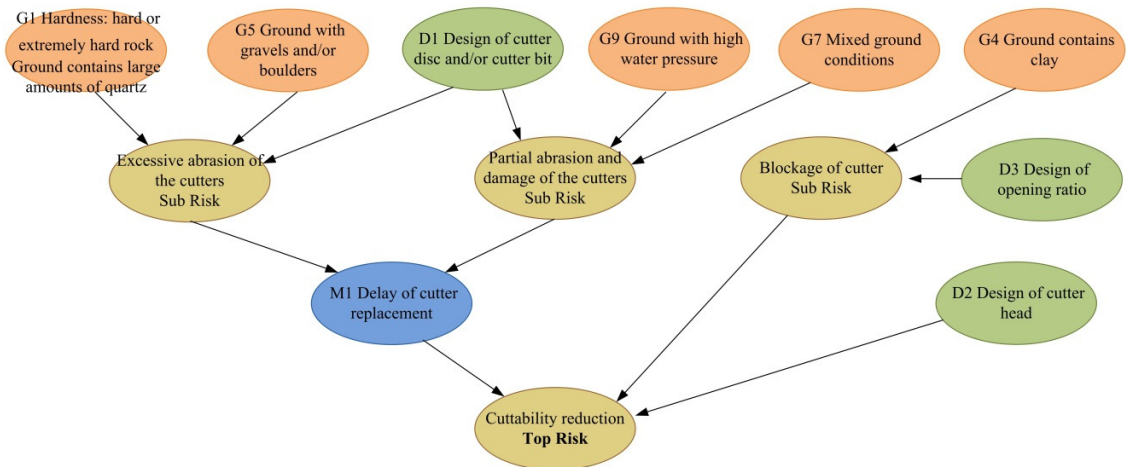 G1 Hardness: hard or
extremely hard rock
Ground contains large
amounts of quartz
G5 Ground with
gravels and/or
boulders
D1 Design of cutter
disc and/or cutter bit
G9 Ground with high
water pressure
G7 Mixed ground
conditions
G4 Ground contains
clay
Excessive abrasion of
the cutters
Sub Risk
Partial abrasion and
damage of the cutters
Sub Risk
Blockage of cutter
Sub Risk
D3 Design of
opening ratio
M1 Delay of cutter
replacement
D2 Design of cutter
head
Cuttability reduction
Top Risk